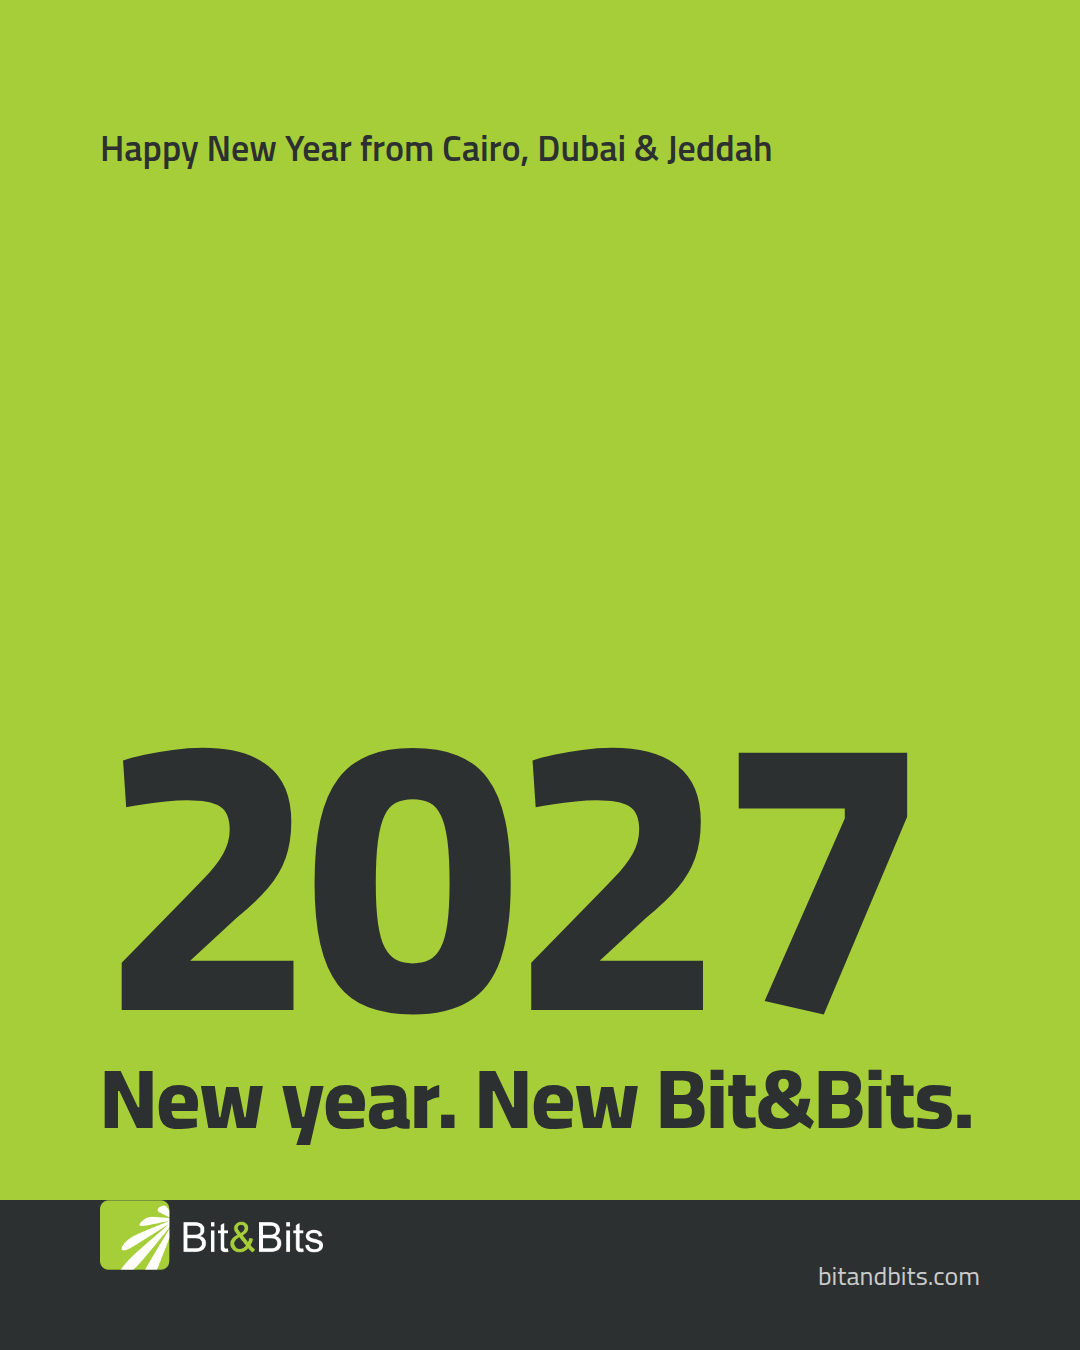 Happy New Year from Cairo, Dubai & Jeddah
2027
New year. New Bit&Bits.
Bit&Bits
bitandbits.com